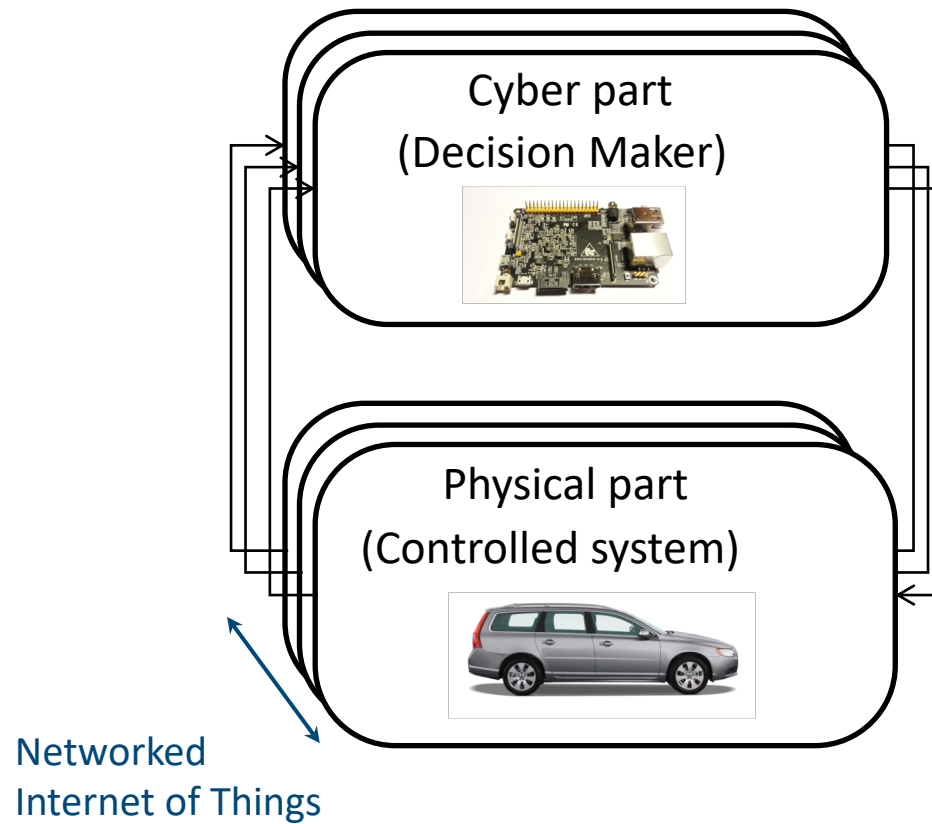 Cyber part
(Decision Maker)
Physical part
(Controlled system)
Networked
Internet of Things